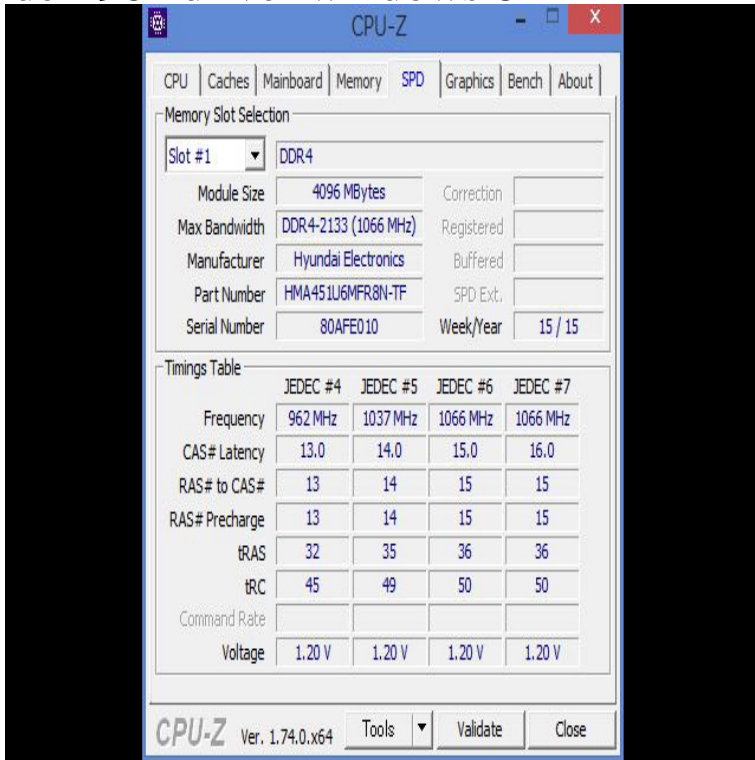 CPU-Z
CPU Caches Mainboard Memory SPD Graphics Bench About
Memory Slot Selection
Slot #1 DDR4
Module Size 4096 MBytes Correction
Max Bandwidth DDR4-2133 (1066 MHz) Registered
Manufacturer Hyundai Electronics Buffered
Part Number HMA451U6MFR8N-TF SPD Ext.
Serial Number 80AFE010 Week/Year 15 / 15
Timings Table
JEDEC #4 JEDEC #5 JEDEC #6 JEDEC #7
Frequency 962 MHz 1037 MHz 1066 MHz 1066 MHz
CAS# Latency 13.0 14.0 15.0 16.0
RAS# to CAS# 13 14 15 15
RAS# Precharge 13 14 15 15
tRAS 32 35 36 36
tRC 45 49 50 50
Command Rate
Voltage 1.20 V 1.20 V 1.20 V 1.20 V
CPU-Z Ver. 1.74.0.x64 Tools Validate Close